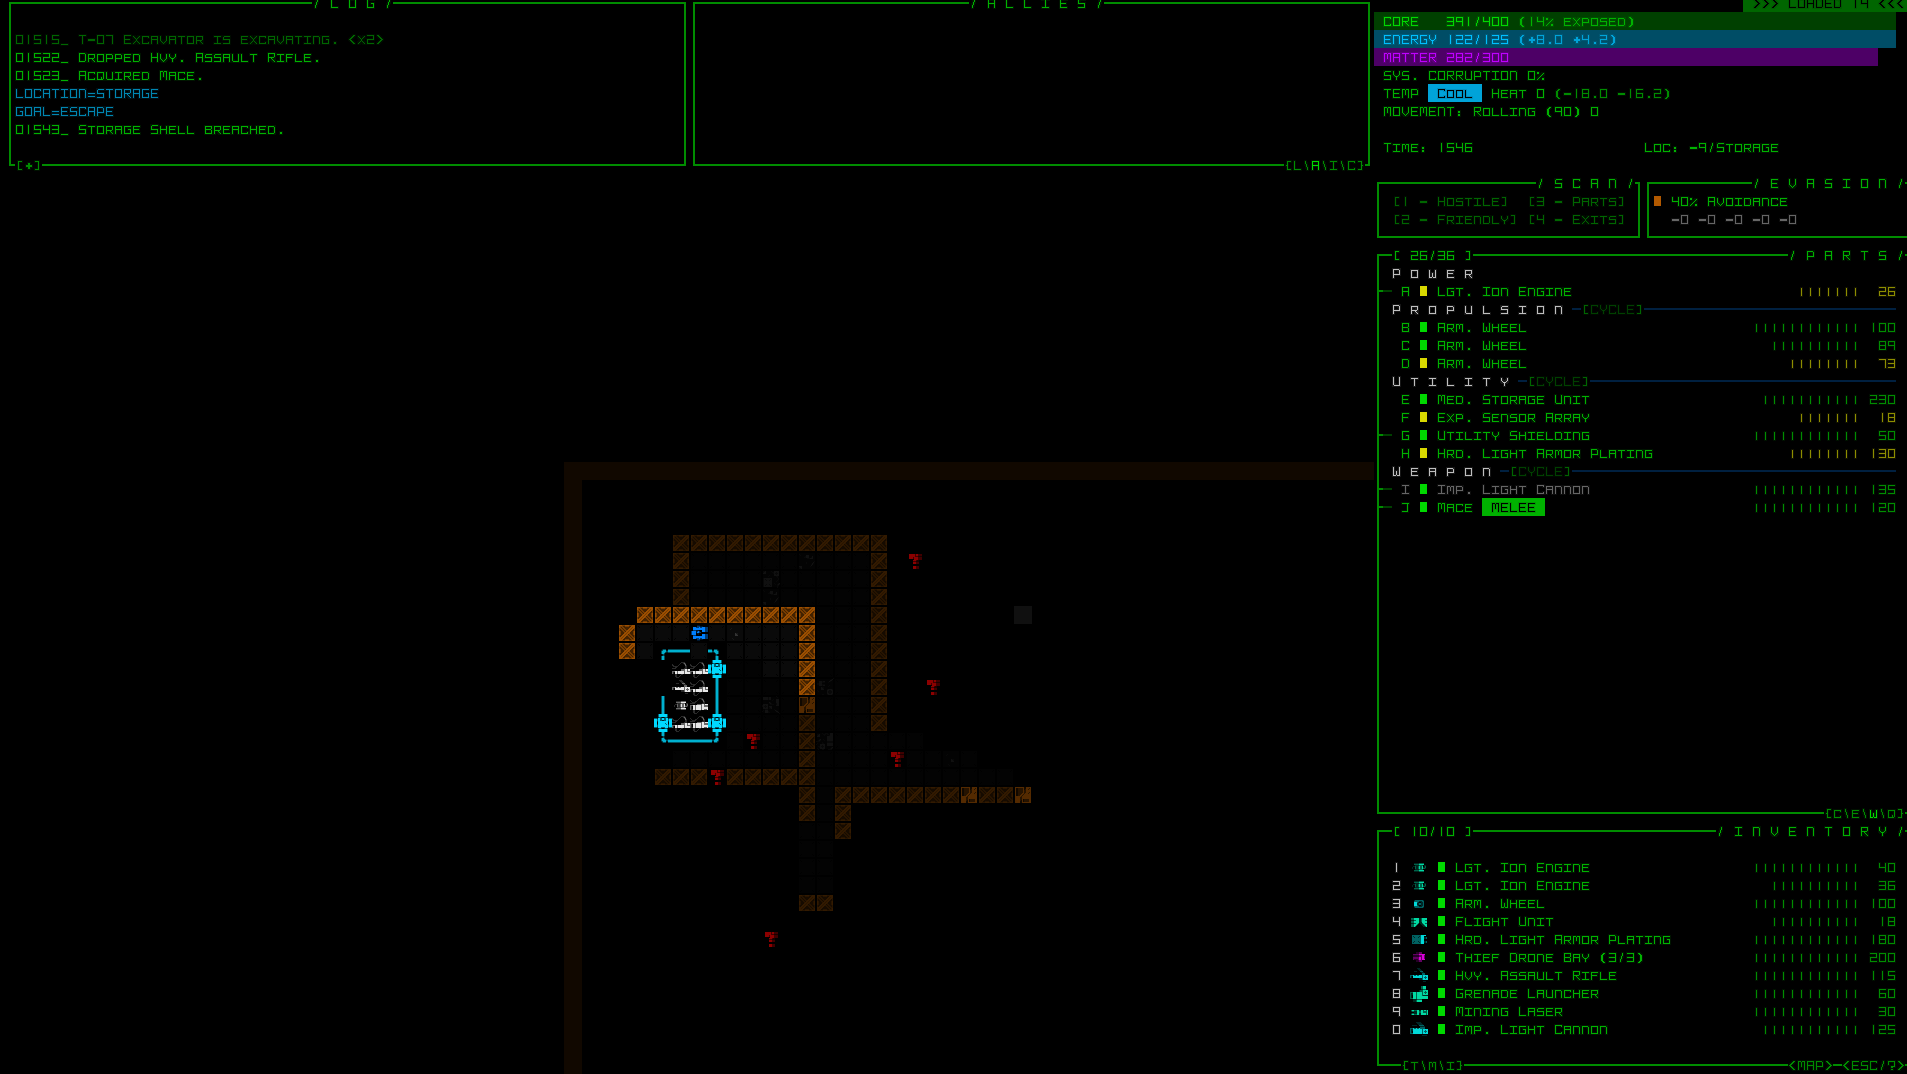 / L O G /
01515_ T-07 EXCAVATOR IS EXCAVATING. <X2>
01522_ DROPPED HVY. ASSAULT RIFLE.
01523_ ACQUIRED MACE.
LOCATION=STORAGE
GOAL=ESCAPE
01543_ STORAGE SHELL BREACHED.
[+]
/ A L L I E S /
[L\A\I\C]
>>> LOADED 14 <<<
CORE 391/400 (14% EXPOSED)
ENERGY 122/125 (+8.0 +4.2)
MATTER 282/300
SYS. CORRUPTION 0%
TEMP COOL HEAT 0 (-18.0 -16.2)
MOVEMENT: ROLLING (90) 0
TIME: 1546 LOC: -9/STORAGE
/ S C A N /
[1 - HOSTILE] [3 - PARTS]
[2 - FRIENDLY] [4 - EXITS]
/ E V A S I O N /
40% AVOIDANCE
-0 -0 -0 -0 -0
[ 26/36 ] / P A R T S /
P O W E R
A LGT. ION ENGINE 26
P R O P U L S I O N [CYCLE]
B ARM. WHEEL 100
C ARM. WHEEL 89
D ARM. WHEEL 73
U T I L I T Y [CYCLE]
E MED. STORAGE UNIT 230
F EXP. SENSOR ARRAY 18
G UTILITY SHIELDING 50
H HRD. LIGHT ARMOR PLATING 130
W E A P O N [CYCLE]
I IMP. LIGHT CANNON 135
J MACE MELEE 120
[C\E\W\Q]
[ 10/10 ] / I N V E N T O R Y /
1 LGT. ION ENGINE 40
2 LGT. ION ENGINE 36
3 ARM. WHEEL 100
4 FLIGHT UNIT 18
5 HRD. LIGHT ARMOR PLATING 180
6 THIEF DRONE BAY (3/3) 200
7 HVY. ASSAULT RIFLE 115
8 GRENADE LAUNCHER 60
9 MINING LASER 30
0 IMP. LIGHT CANNON 125
[T\M\I] <MAP>-<ESC/?>